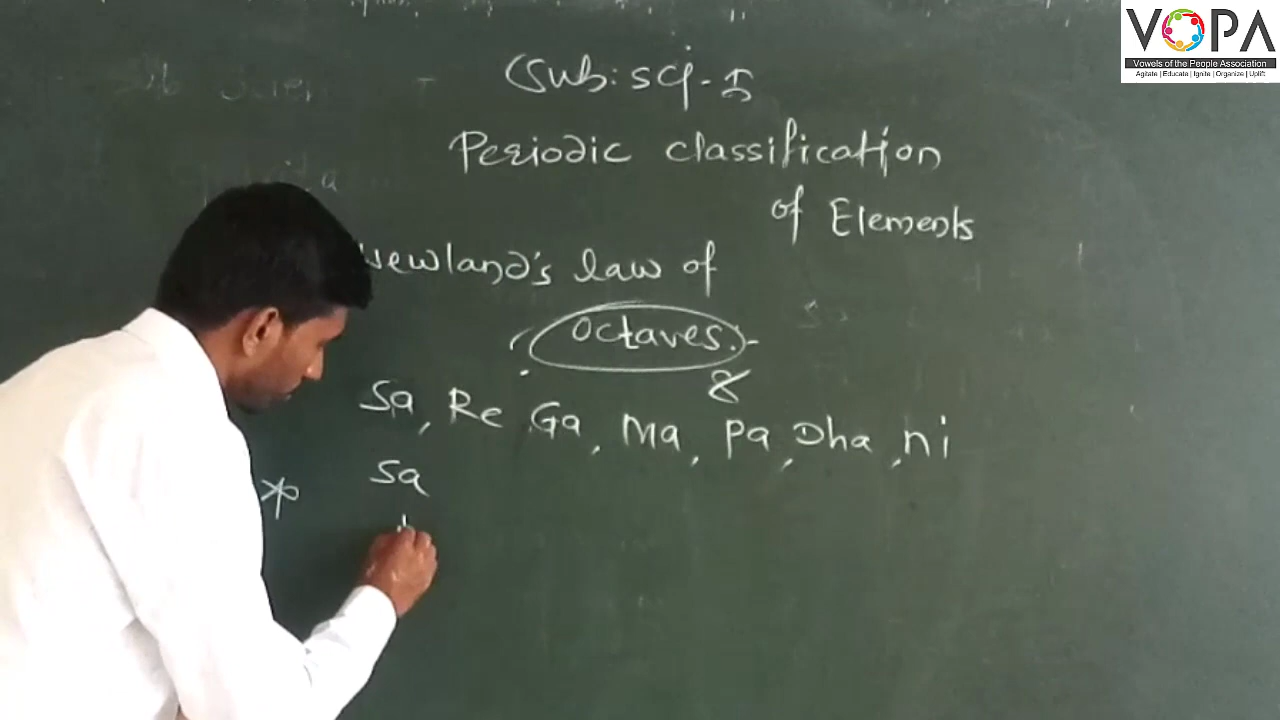 VOPA
Vowels of the People Association
Agitate | Educate | Ignite | Organize | Uplift
Sub: sci-I
Periodic classification
of Elements
Newland's law of
Octaves.
8
Sa, Re, Ga, Ma, Pa, Dha, ni
* Sa